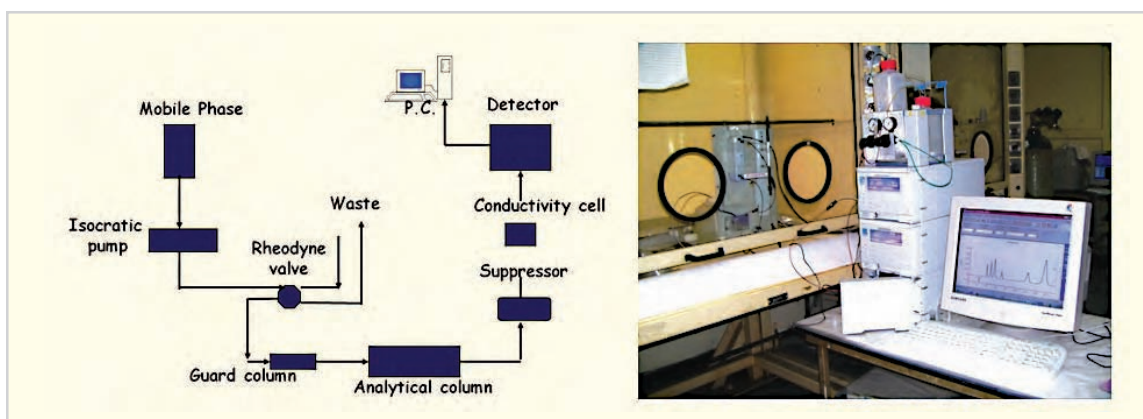 P.C.
Detector
Mobile Phase
Waste
Conductivity cell
Isocratic
pump
Rheodyne
valve
Suppressor
Guard column
Analytical column